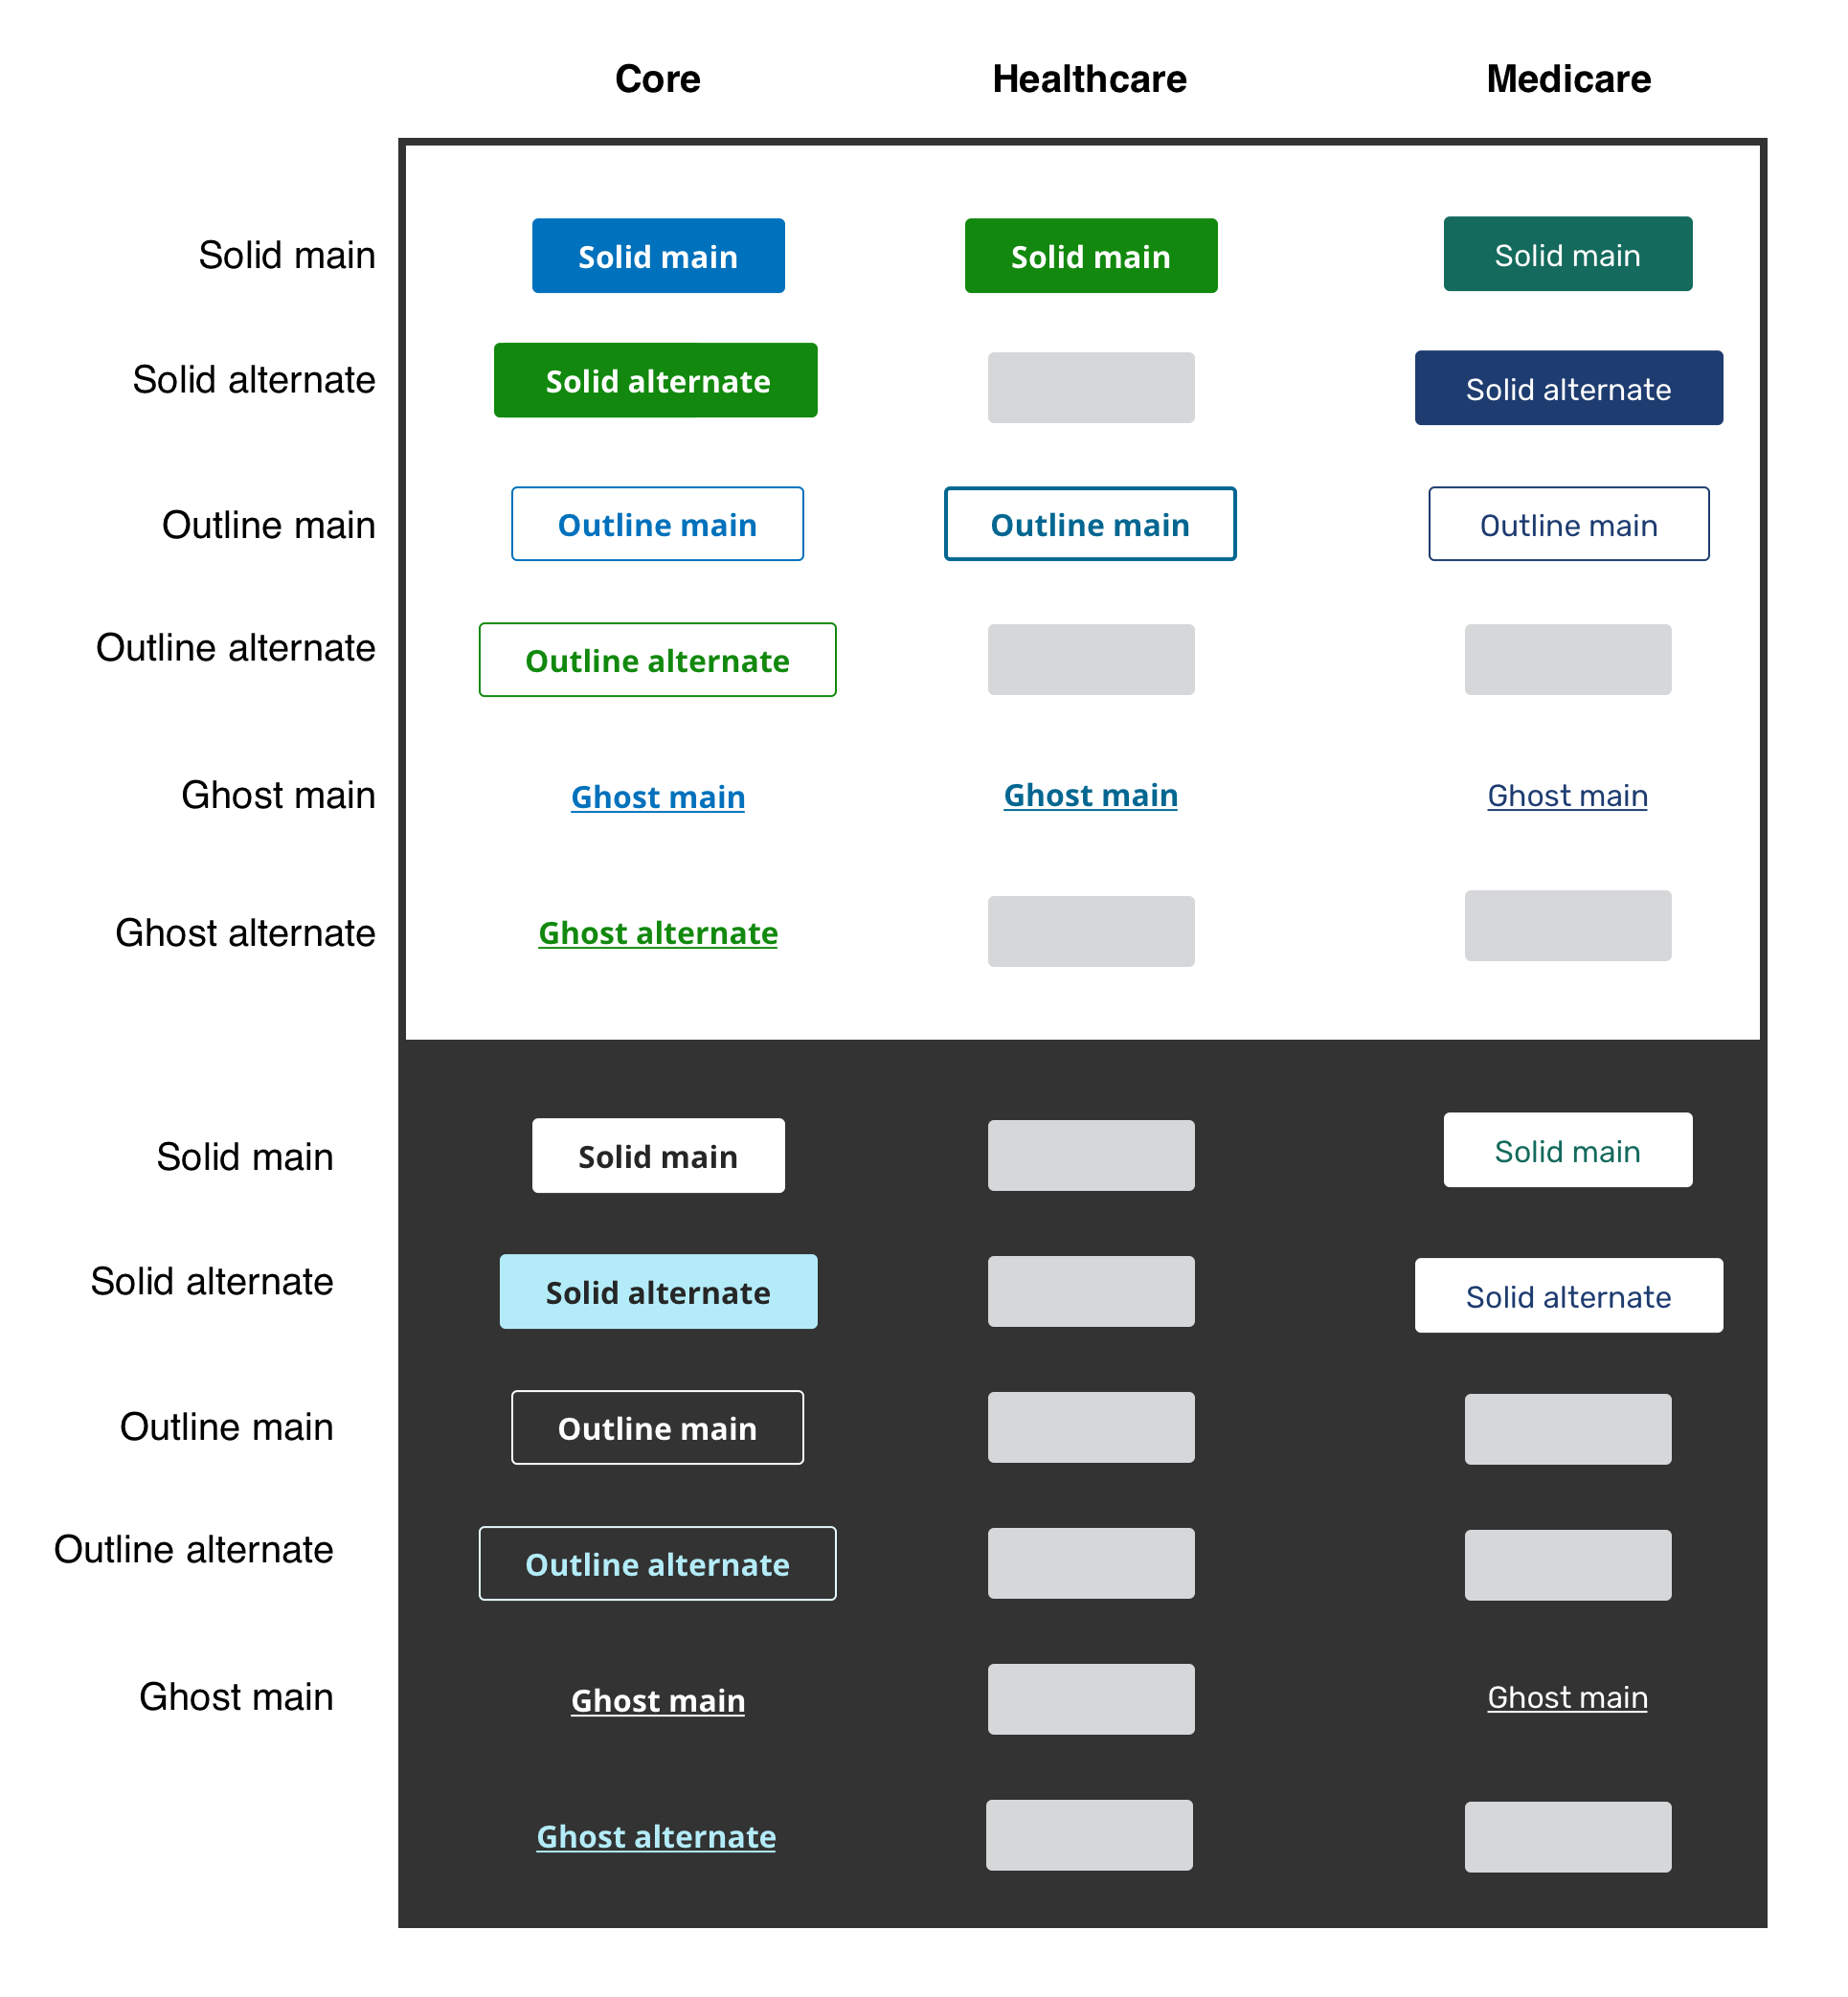 Core Healthcare Medicare
Solid main Solid main Solid main Solid main
Solid alternate Solid alternate Solid alternate
Outline main Outline main Outline main Outline main
Outline alternate Outline alternate
Ghost main Ghost main Ghost main Ghost main
Ghost alternate Ghost alternate
Solid main Solid main Solid main
Solid alternate Solid alternate Solid alternate
Outline main Outline main
Outline alternate Outline alternate
Ghost main Ghost main Ghost main
Ghost alternate